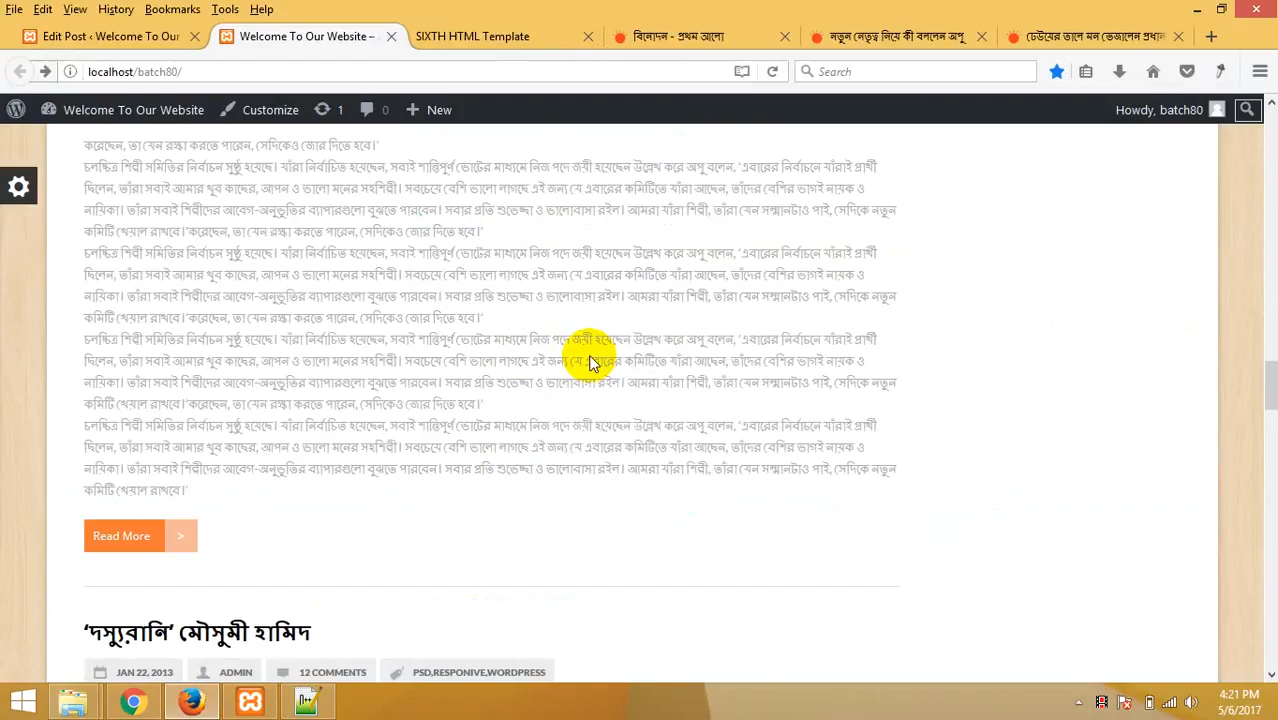 File Edit View History Bookmarks Tools Help
Edit Post ‹ Welcome To Our
Welcome To Our Website –
SIXTH HTML Template
বিনোদন - প্রথম আলো
নতুন নেতৃত্ব নিয়ে কী বললেন অপু
ঢেউয়ের তালে মন ভেজালেন প্রধান
localhost/batch80/
Search
Welcome To Our Website
Customize
1
0
New
Howdy, batch80
করেছেন, তা যেন রক্ষা করতে পারেন, সেদিকেও জোর দিতে হবে।’
চলচ্চিত্র শিল্পী সমিতির নির্বাচন সুষ্ঠু হয়েছে। যাঁরা নির্বাচিত হয়েছেন, সবাই শান্তিপূর্ণ ভোটের মাধ্যমে নিজ পদে জয়ী হয়েছেন উল্লেখ করে অপু বলেন, ‘এবারের নির্বাচনে যাঁরাই প্রার্থী
ছিলেন, তাঁরা সবাই আমার খুব কাছের, আপন ও ভালো মনের সহশিল্পী। সবচেয়ে বেশি ভালো লাগছে এই জন্য যে এবারের কমিটিতে যাঁরা আছেন, তাঁদের বেশির ভাগই নায়ক ও
নায়িকা। তাঁরা সবাই শিল্পীদের আবেগ-অনুভূতির ব্যাপারগুলো বুঝতে পারবেন। সবার প্রতি শুভেচ্ছা ও ভালোবাসা রইল। আমরা যাঁরা শিল্পী, তাঁরা যেন সম্মানটাও পাই, সেদিকে নতুন
কমিটি খেয়াল রাখবে।’করেছেন, তা যেন রক্ষা করতে পারেন, সেদিকেও জোর দিতে হবে।’
চলচ্চিত্র শিল্পী সমিতির নির্বাচন সুষ্ঠু হয়েছে। যাঁরা নির্বাচিত হয়েছেন, সবাই শান্তিপূর্ণ ভোটের মাধ্যমে নিজ পদে জয়ী হয়েছেন উল্লেখ করে অপু বলেন, ‘এবারের নির্বাচনে যাঁরাই প্রার্থী
ছিলেন, তাঁরা সবাই আমার খুব কাছের, আপন ও ভালো মনের সহশিল্পী। সবচেয়ে বেশি ভালো লাগছে এই জন্য যে এবারের কমিটিতে যাঁরা আছেন, তাঁদের বেশির ভাগই নায়ক ও
নায়িকা। তাঁরা সবাই শিল্পীদের আবেগ-অনুভূতির ব্যাপারগুলো বুঝতে পারবেন। সবার প্রতি শুভেচ্ছা ও ভালোবাসা রইল। আমরা যাঁরা শিল্পী, তাঁরা যেন সম্মানটাও পাই, সেদিকে নতুন
কমিটি খেয়াল রাখবে।’করেছেন, তা যেন রক্ষা করতে পারেন, সেদিকেও জোর দিতে হবে।’
চলচ্চিত্র শিল্পী সমিতির নির্বাচন সুষ্ঠু হয়েছে। যাঁরা নির্বাচিত হয়েছেন, সবাই শান্তিপূর্ণ ভোটের মাধ্যমে নিজ পদে জয়ী হয়েছেন উল্লেখ করে অপু বলেন, ‘এবারের নির্বাচনে যাঁরাই প্রার্থী
ছিলেন, তাঁরা সবাই আমার খুব কাছের, আপন ও ভালো মনের সহশিল্পী। সবচেয়ে বেশি ভালো লাগছে এই জন্য যে এবারের কমিটিতে যাঁরা আছেন, তাঁদের বেশির ভাগই নায়ক ও
নায়িকা। তাঁরা সবাই শিল্পীদের আবেগ-অনুভূতির ব্যাপারগুলো বুঝতে পারবেন। সবার প্রতি শুভেচ্ছা ও ভালোবাসা রইল। আমরা যাঁরা শিল্পী, তাঁরা যেন সম্মানটাও পাই, সেদিকে নতুন
কমিটি খেয়াল রাখবে।’করেছেন, তা যেন রক্ষা করতে পারেন, সেদিকেও জোর দিতে হবে।’
চলচ্চিত্র শিল্পী সমিতির নির্বাচন সুষ্ঠু হয়েছে। যাঁরা নির্বাচিত হয়েছেন, সবাই শান্তিপূর্ণ ভোটের মাধ্যমে নিজ পদে জয়ী হয়েছেন উল্লেখ করে অপু বলেন, ‘এবারের নির্বাচনে যাঁরাই প্রার্থী
ছিলেন, তাঁরা সবাই আমার খুব কাছের, আপন ও ভালো মনের সহশিল্পী। সবচেয়ে বেশি ভালো লাগছে এই জন্য যে এবারের কমিটিতে যাঁরা আছেন, তাঁদের বেশির ভাগই নায়ক ও
নায়িকা। তাঁরা সবাই শিল্পীদের আবেগ-অনুভূতির ব্যাপারগুলো বুঝতে পারবেন। সবার প্রতি শুভেচ্ছা ও ভালোবাসা রইল। আমরা যাঁরা শিল্পী, তাঁরা যেন সম্মানটাও পাই, সেদিকে নতুন
কমিটি খেয়াল রাখবে।’
Read More >
‘দস্যুরানি’ মৌসুমী হামিদ
JAN 22, 2013
ADMIN
12 COMMENTS
PSD,RESPONIVE,WORDPRESS
4:21 PM
5/6/2017